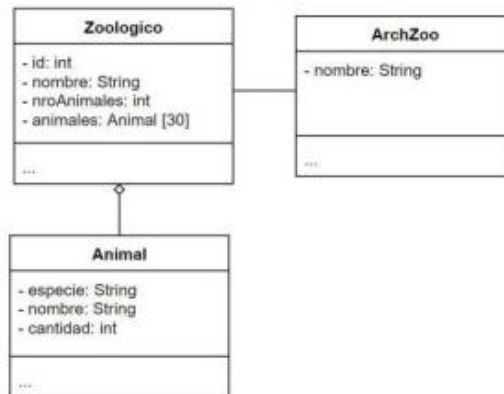 Zoologico
- id: int
- nombre: String
- nroAnimales: int
- animales: Animal [30]
...
ArchZoo
- nombre: String
...
Animal
- especie: String
- nombre: String
- cantidad: int
...